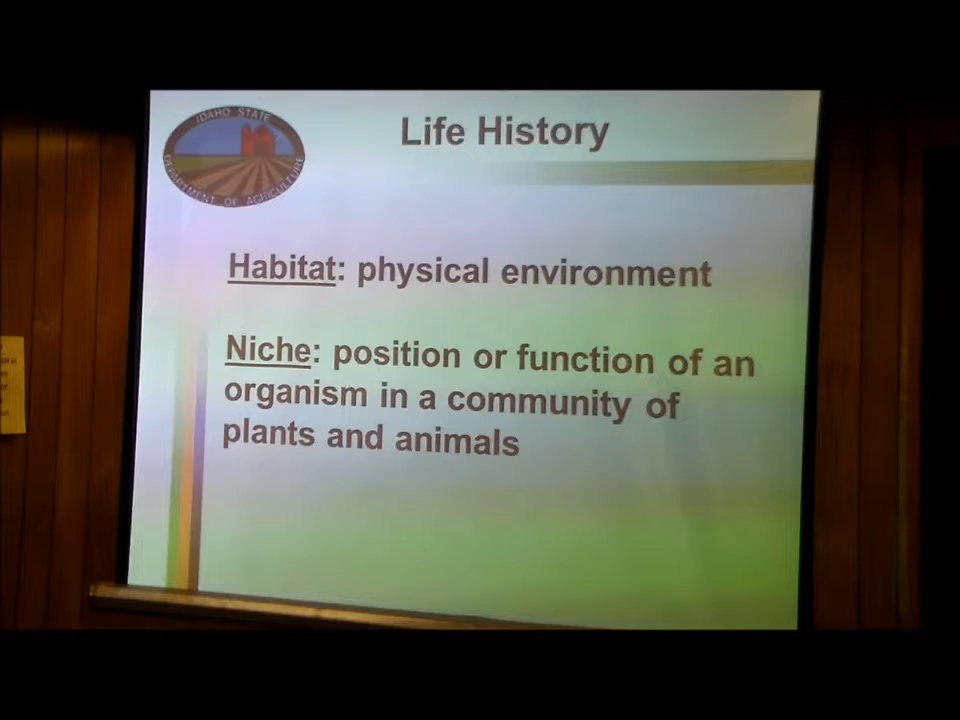 IDAHO STATE
DEPARTMENT OF AGRICULTURE
Life History
Habitat: physical environment
Niche: position or function of an
organism in a community of
plants and animals